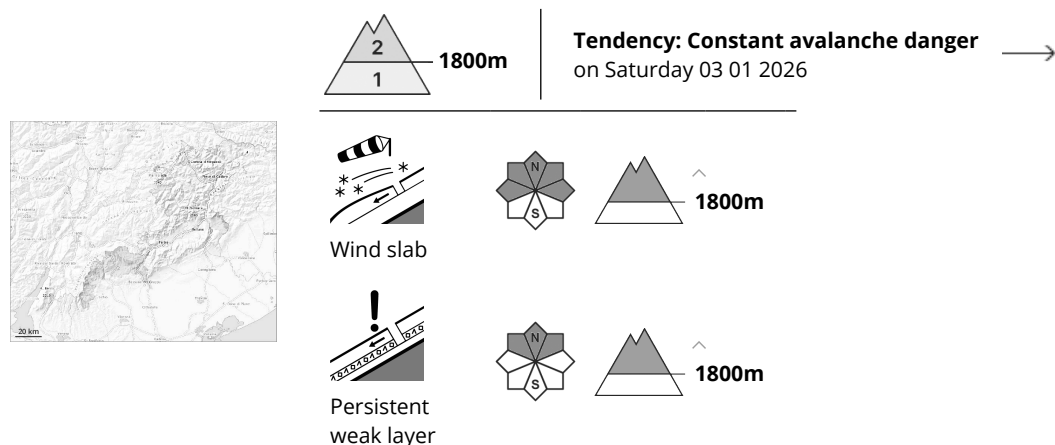 2
1
1800m
Tendency: Constant avalanche danger
on Saturday 03 01 2026
20 km
N
S
1800m
Wind slab
N
S
1800m
Persistent
weak layer